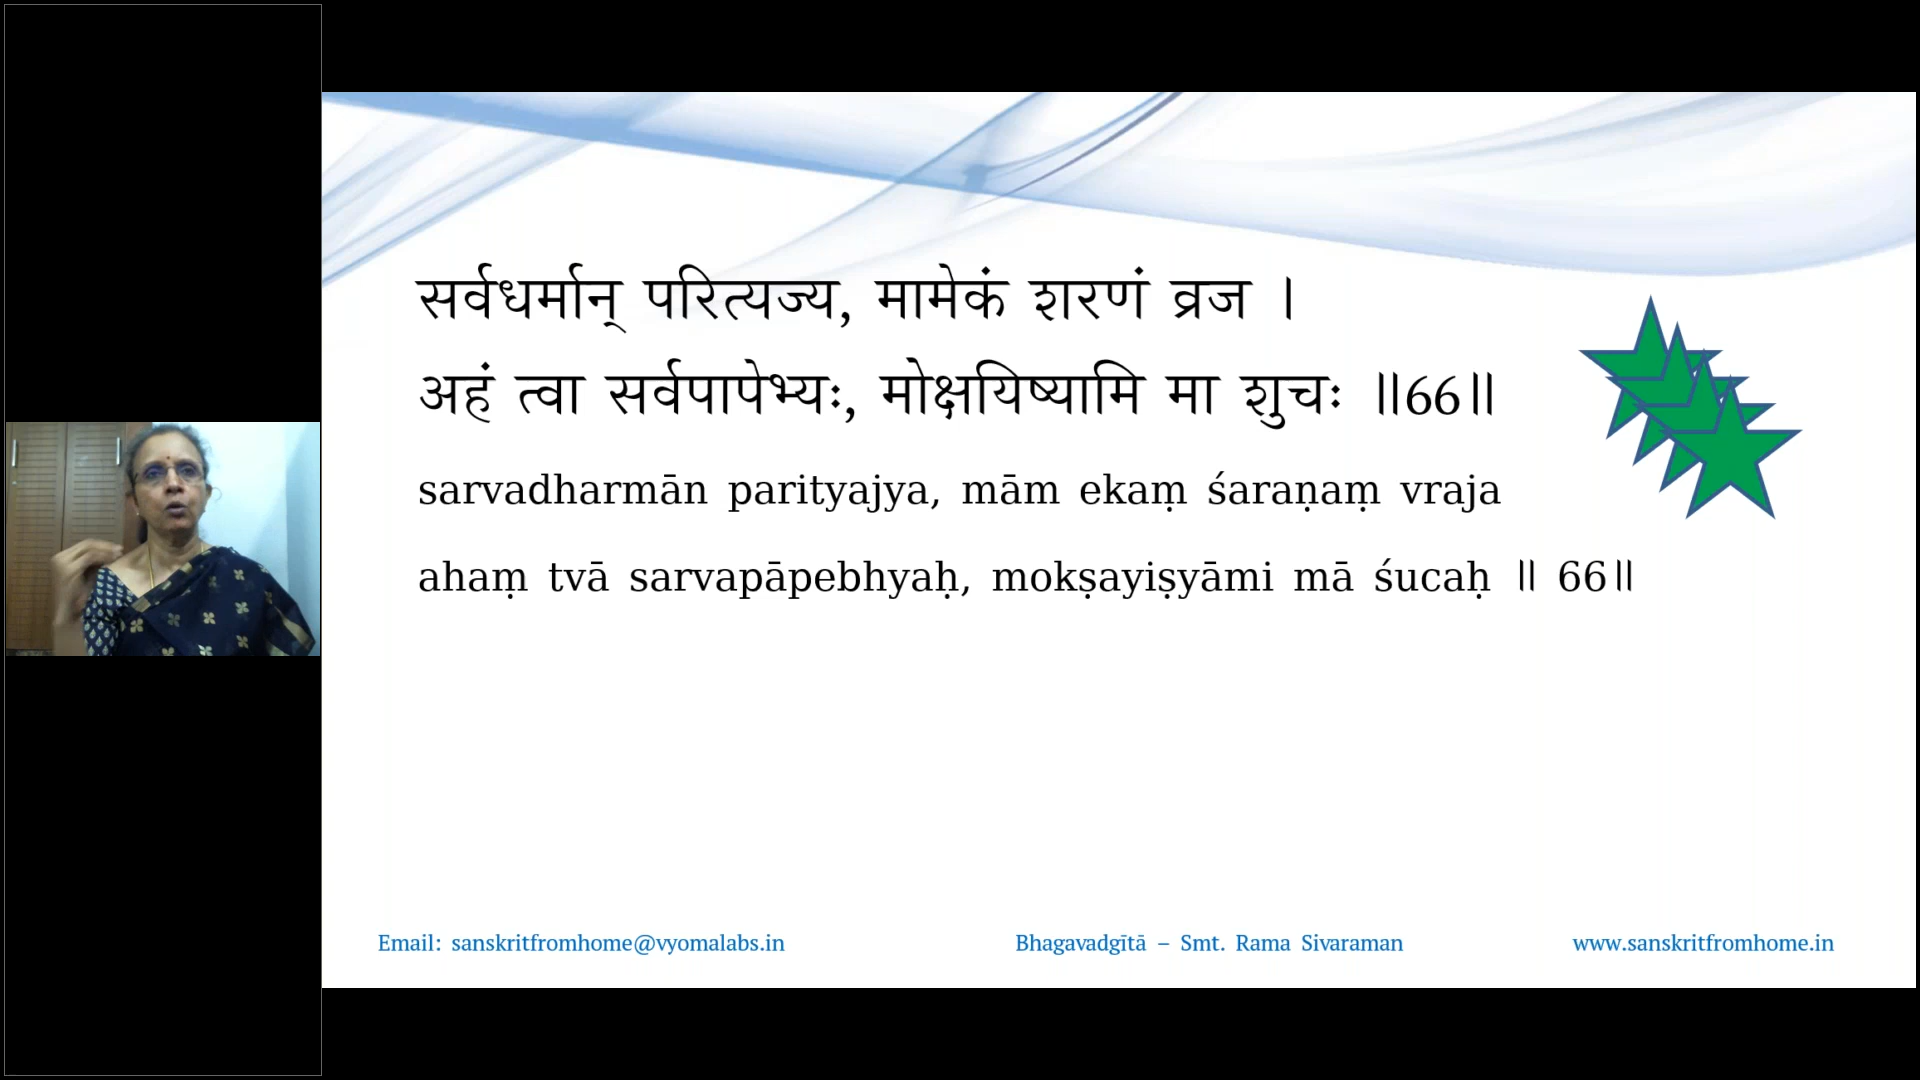 सर्वधर्मान् परित्यज्य, मामेकं शरणं व्रज ।
अहं त्वा सर्वपापेभ्यः, मोक्षयिष्यामि मा शुचः ॥66॥
sarvadharmān parityajya, mām ekaṃ śaraṇaṃ vraja
ahaṃ tvā sarvapāpebhyaḥ, mokṣayiṣyāmi mā śucaḥ ॥ 66॥
Email: sanskritfromhome@vyomalabs.in Bhagavadgītā – Smt. Rama Sivaraman www.sanskritfromhome.in